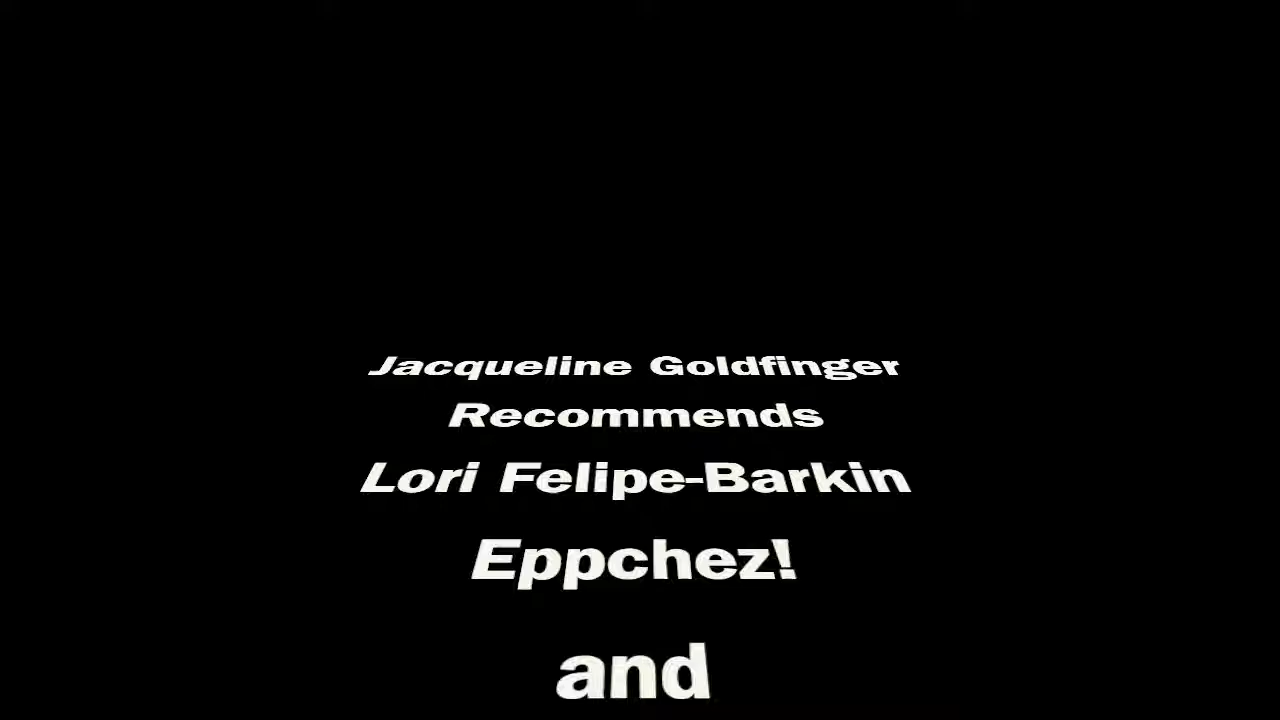 Jacqueline Goldfinger
Recommends
Lori Felipe-Barkin
Eppchez!
and